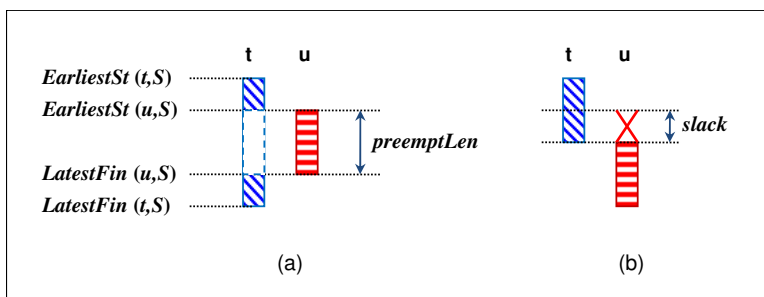 t u t u
EarliestSt (t,S)
EarliestSt (u,S)
slack
preemptLen
LatestFin (u,S)
LatestFin (t,S)
(a) (b)